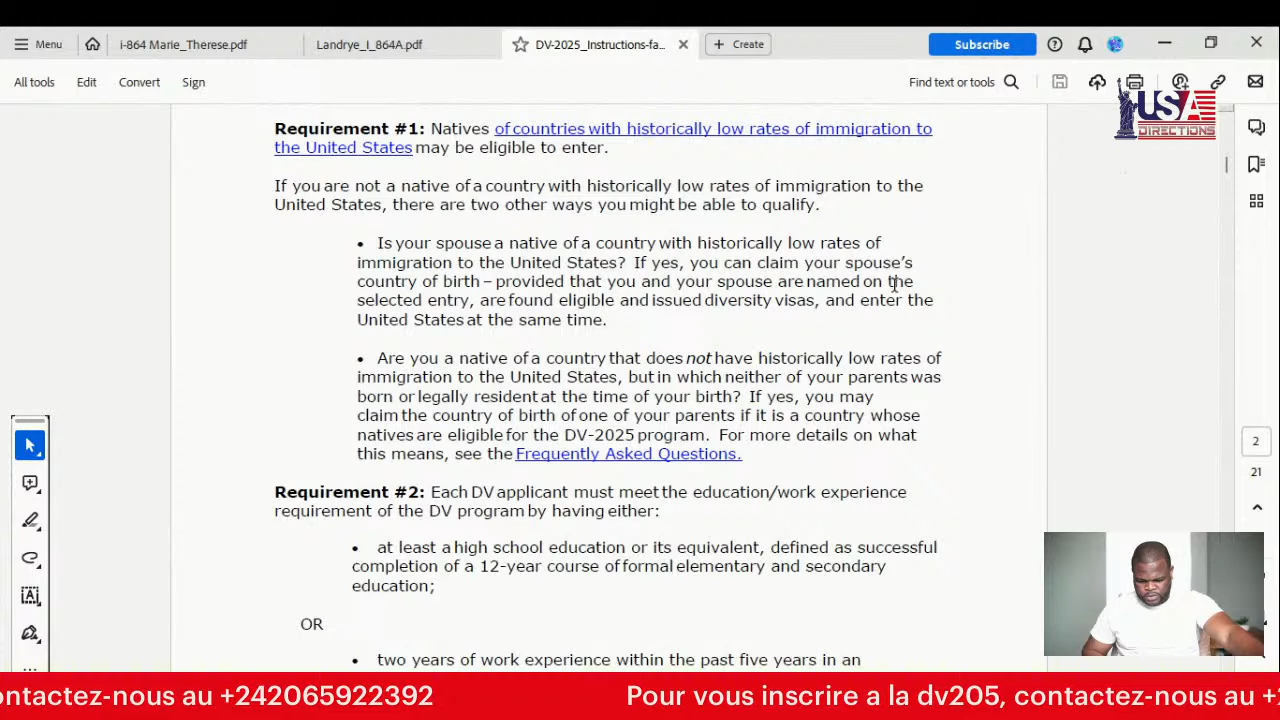 Menu
i-864 Marie_Therese.pdf
Landrye_I_864A.pdf
DV-2025_Instructions-fa...
Create
Subscribe
All tools
Edit
Convert
Sign
Find text or tools
USA
DIRECTIONS
Requirement #1: Natives of countries with historically low rates of immigration to
the United States may be eligible to enter.
If you are not a native of a country with historically low rates of immigration to the
United States, there are two other ways you might be able to qualify.
• Is your spouse a native of a country with historically low rates of
immigration to the United States? If yes, you can claim your spouse's
country of birth – provided that you and your spouse are named on the
selected entry, are found eligible and issued diversity visas, and enter the
United States at the same time.
• Are you a native of a country that does not have historically low rates of
immigration to the United States, but in which neither of your parents was
born or legally resident at the time of your birth? If yes, you may
claim the country of birth of one of your parents if it is a country whose
natives are eligible for the DV-2025 program. For more details on what
this means, see the Frequently Asked Questions.
2
21
Requirement #2: Each DV applicant must meet the education/work experience
requirement of the DV program by having either:
• at least a high school education or its equivalent, defined as successful
completion of a 12-year course of formal elementary and secondary
education;
OR
• two years of work experience within the past five years in an
ontactez-nous au +242065922392
Pour vous inscrire a la dv205, contactez-nous au +2